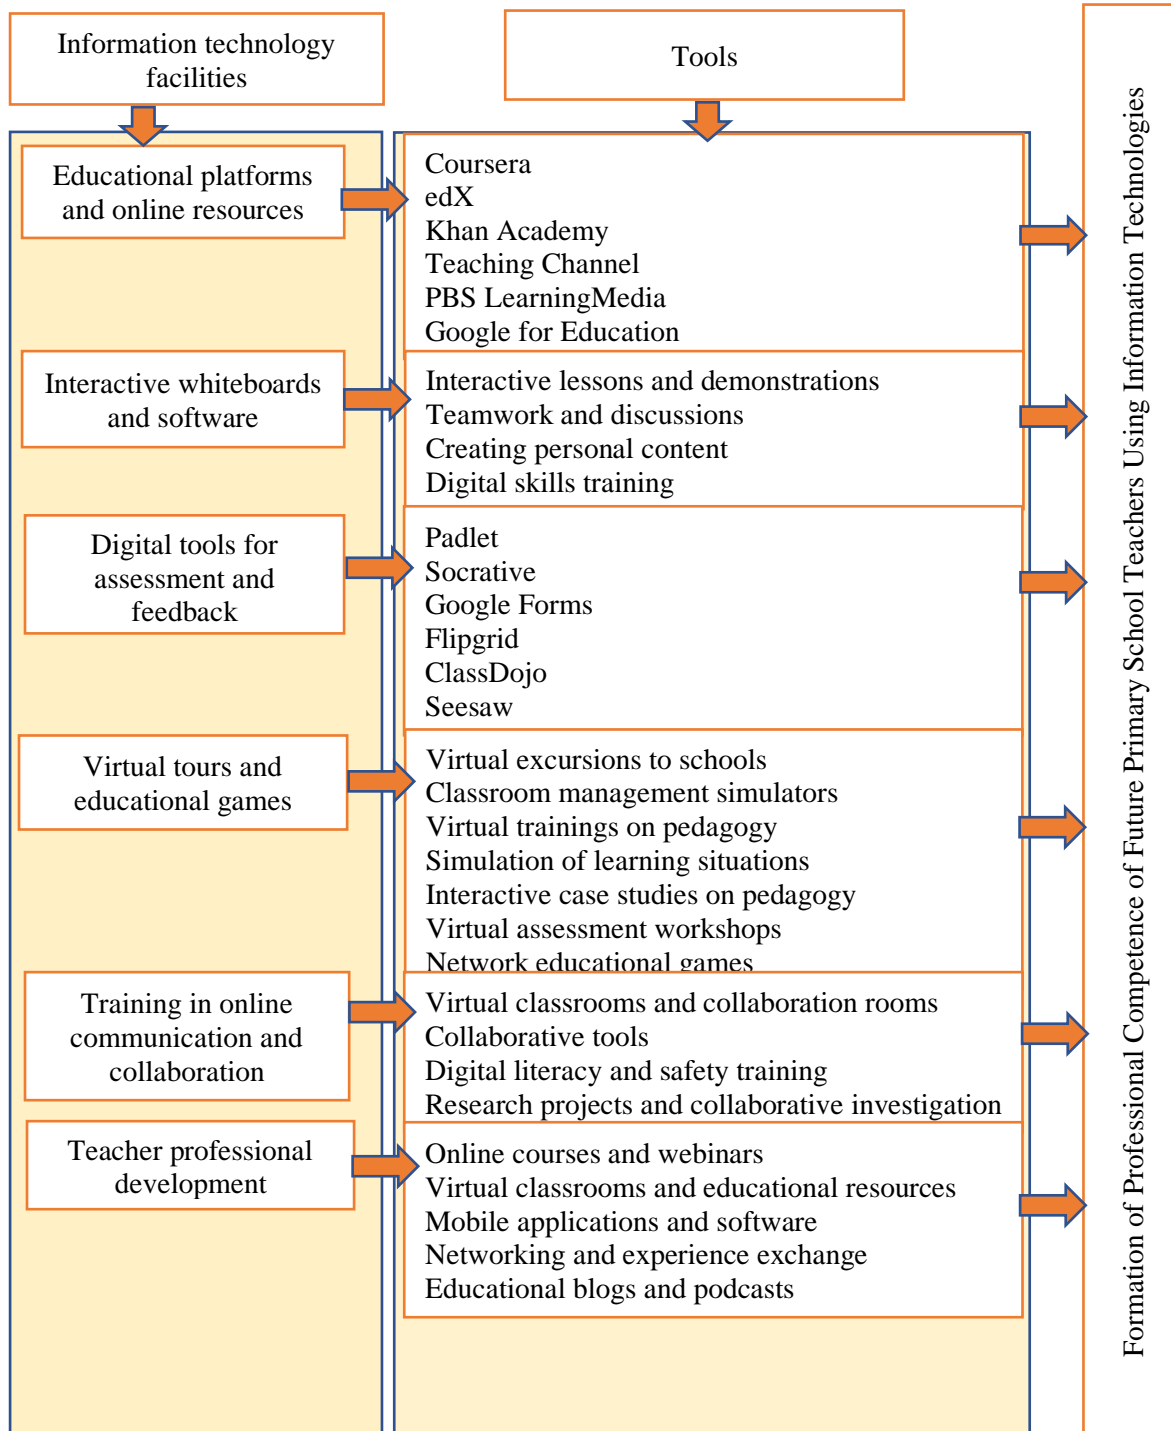 Information technology
facilities
Tools
Educational platforms
and online resources
Coursera
edX
Khan Academy
Teaching Channel
PBS LearningMedia
Google for Education
Interactive whiteboards
and software
Interactive lessons and demonstrations
Teamwork and discussions
Creating personal content
Digital skills training
Digital tools for
assessment and
feedback
Padlet
Socrative
Google Forms
Flipgrid
ClassDojo
Seesaw
Virtual tours and
educational games
Virtual excursions to schools
Classroom management simulators
Virtual trainings on pedagogy
Simulation of learning situations
Interactive case studies on pedagogy
Virtual assessment workshops
Network educational games
Training in online
communication and
collaboration
Virtual classrooms and collaboration rooms
Collaborative tools
Digital literacy and safety training
Research projects and collaborative investigation
Teacher professional
development
Online courses and webinars
Virtual classrooms and educational resources
Mobile applications and software
Networking and experience exchange
Educational blogs and podcasts
Formation of Professional Competence of Future Primary School Teachers Using Information Technologies